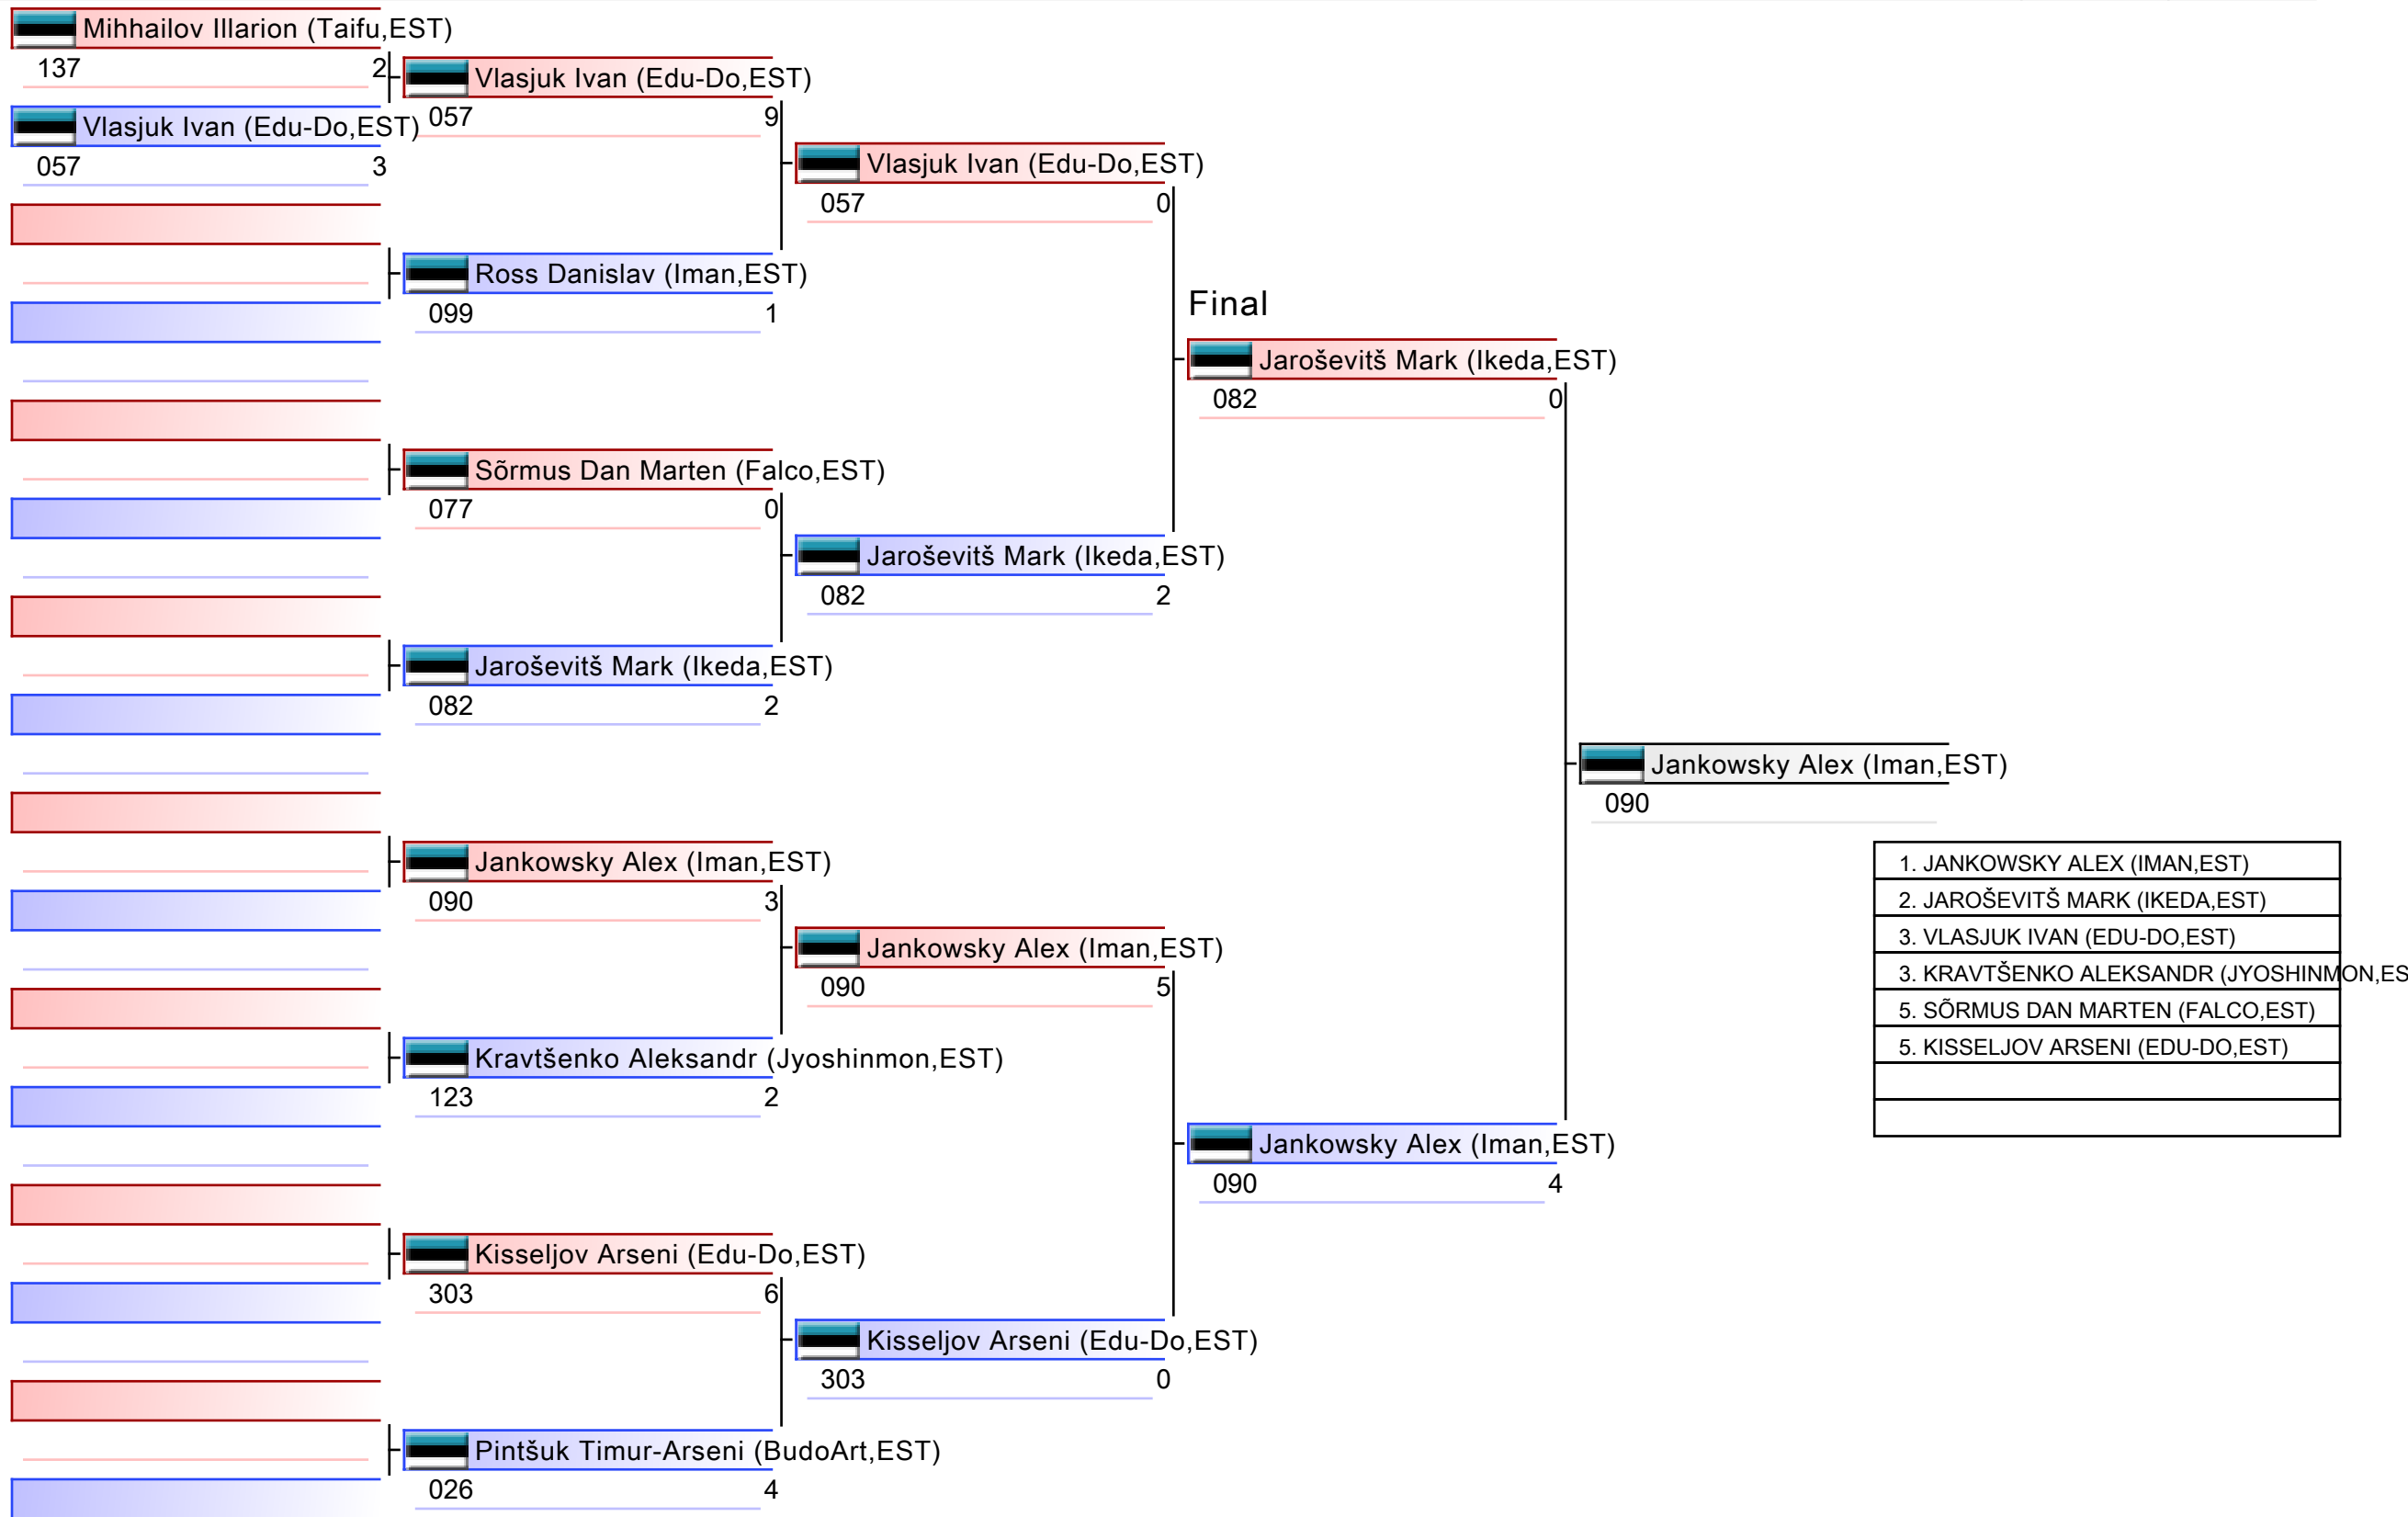 Mihhailov Illarion (Taifu,EST)
137 2
Vlasjuk Ivan (Edu-Do,EST)
057 3
Vlasjuk Ivan (Edu-Do,EST)
057 9
Ross Danislav (Iman,EST)
099 1
Sõrmus Dan Marten (Falco,EST)
077 0
Jaroševitš Mark (Ikeda,EST)
082 2
Jankowsky Alex (Iman,EST)
090 3
Kravtšenko Aleksandr (Jyoshinmon,EST)
123 2
Kisseljov Arseni (Edu-Do,EST)
303 6
Pintšuk Timur-Arseni (BudoArt,EST)
026 4
Vlasjuk Ivan (Edu-Do,EST)
057 0
Jaroševitš Mark (Ikeda,EST)
082 2
Jankowsky Alex (Iman,EST)
090 5
Kisseljov Arseni (Edu-Do,EST)
303 0
Final
Jaroševitš Mark (Ikeda,EST)
082 0
Jankowsky Alex (Iman,EST)
090 4
Jankowsky Alex (Iman,EST)
090
1. JANKOWSKY ALEX (IMAN,EST)
2. JAROŠEVITŠ MARK (IKEDA,EST)
3. VLASJUK IVAN (EDU-DO,EST)
3. KRAVTŠENKO ALEKSANDR (JYOSHINMON,ES
5. SÕRMUS DAN MARTEN (FALCO,EST)
5. KISSELJOV ARSENI (EDU-DO,EST)